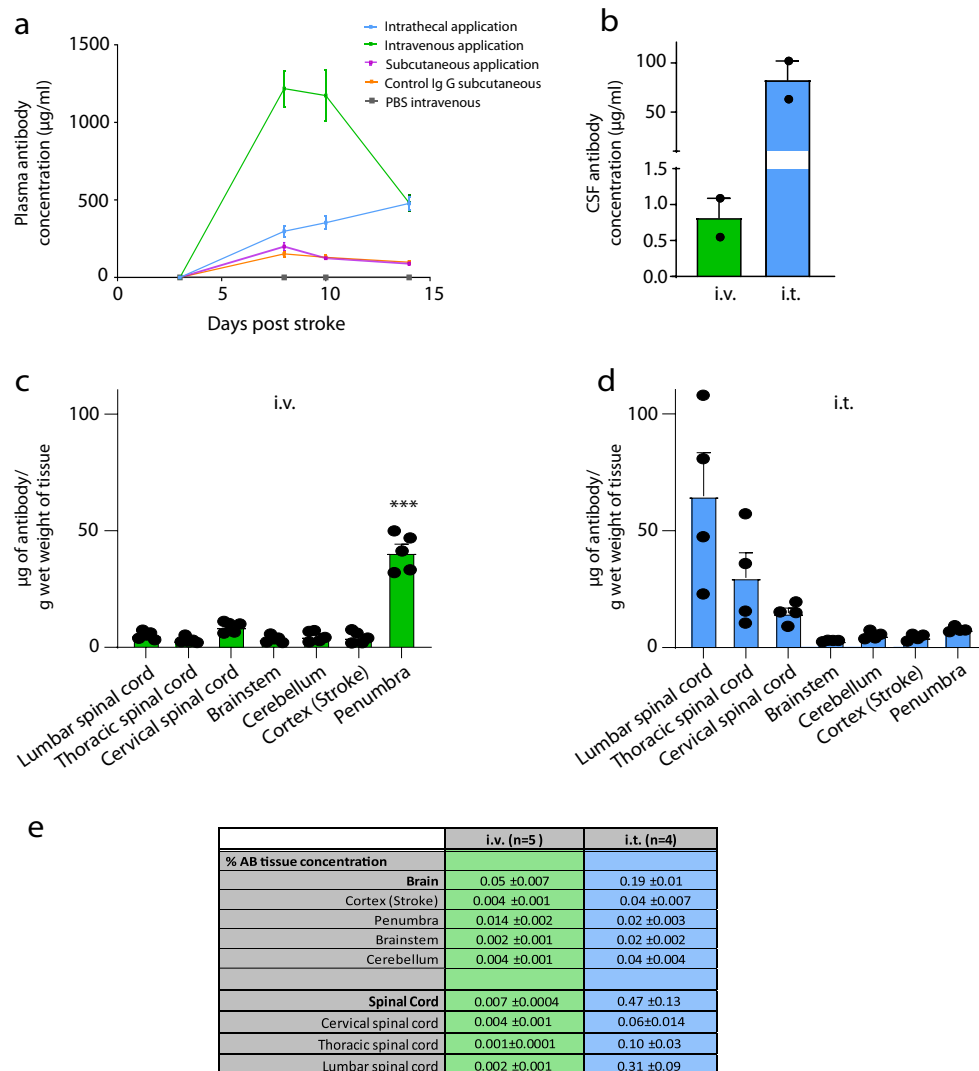 a
Plasma antibody
concentration (µg/ml)
1500
1000
500
0
0
5
10
15
Days post stroke
Intrathecal application
Intravenous application
Subcutaneous application
Control Ig G subcutaneous
PBS intravenous
b
CSF antibody
concentration (µg/ml)
100
50
1.5
1.0
0.5
0.0
i.v.
i.t.
c
i.v.
µg of antibody/
g wet weight of tissue
100
50
0
***
Lumbar spinal cord
Thoracic spinal cord
Cervical spinal cord
Brainstem
Cerebellum
Cortex (Stroke)
Penumbra
d
i.t.
µg of antibody/
g wet weight of tissue
100
50
0
Lumbar spinal cord
Thoracic spinal cord
Cervical spinal cord
Brainstem
Cerebellum
Cortex (Stroke)
Penumbra
e
i.v. (n=5 ) i.t. (n=4)
% AB tissue concentration
Brain 0.05 ±0.007 0.19 ±0.01
Cortex (Stroke) 0.004 ±0.001 0.04 ±0.007
Penumbra 0.014 ±0.002 0.02 ±0.003
Brainstem 0.002 ±0.001 0.02 ±0.002
Cerebellum 0.004 ±0.001 0.04 ±0.004
Spinal Cord 0.007 ±0.0004 0.47 ±0.13
Cervical spinal cord 0.004 ±0.001 0.06±0.014
Thoracic spinal cord 0.001±0.0001 0.10 ±0.03
Lumbar spinal cord 0.002 ±0.001 0.31 ±0.09